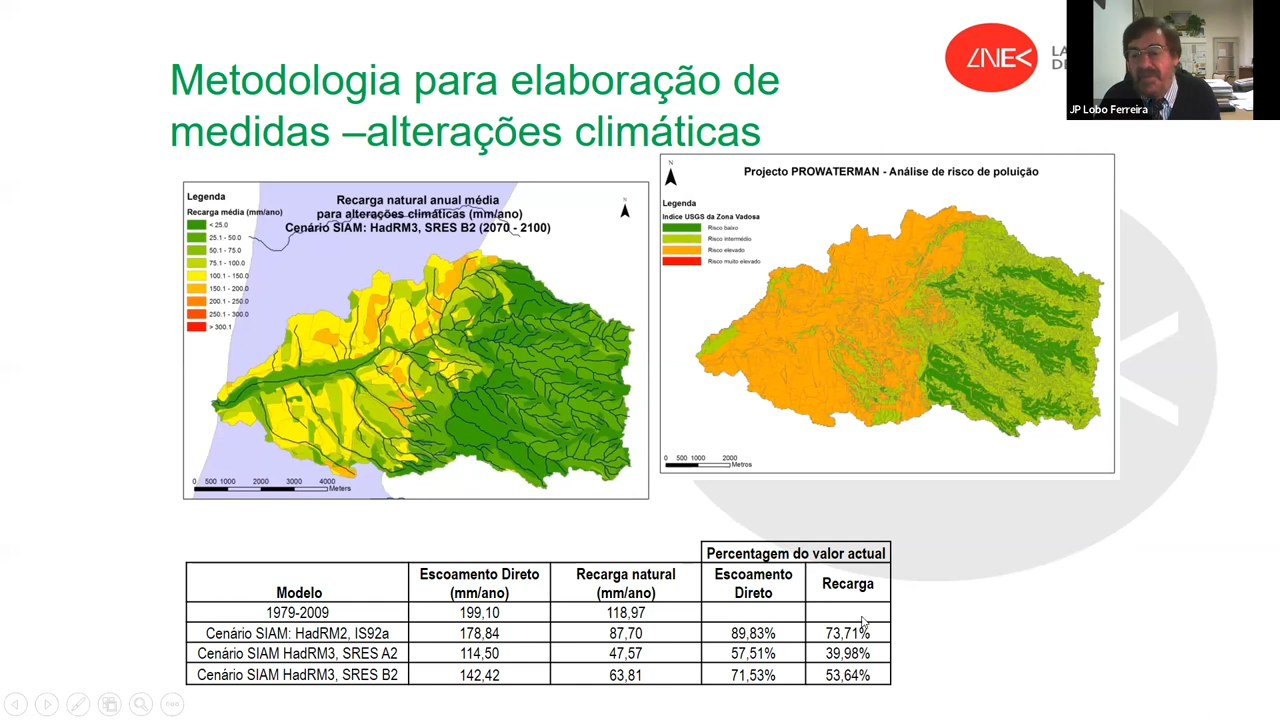 Metodologia para elaboração de
medidas –alterações climáticas
LNEC
LA
DE
JP Lobo Ferreira
Legenda
Recarga média (mm/ano)
< 25.0
25.1 - 50.0
50.1 - 75.0
75.1 - 100.0
100.1 - 150.0
150.1 - 200.0
200.1 - 250.0
250.1 - 300.0
> 300.1
Recarga natural anual média
para alterações climáticas (mm/ano)
Cenário SIAM: HadRM3, SRES B2 (2070 - 2100)
N
0 500 1000 2000 3000 4000
Meters
N
Projecto PROWATERMAN - Análise de risco de poluição
Legenda
Indice USGS da Zona Vadosa
Risco baixo
Risco intermédio
Risco elevado
Risco muito elevado
0 500 1000 2000
Metros
Percentagem do valor actual
Modelo Escoamento Direto (mm/ano) Recarga natural (mm/ano) Escoamento Direto Recarga
1979-2009 199,10 118,97
Cenário SIAM: HadRM2, IS92a 178,84 87,70 89,83% 73,71%
Cenário SIAM HadRM3, SRES A2 114,50 47,57 57,51% 39,98%
Cenário SIAM HadRM3, SRES B2 142,42 63,81 71,53% 53,64%